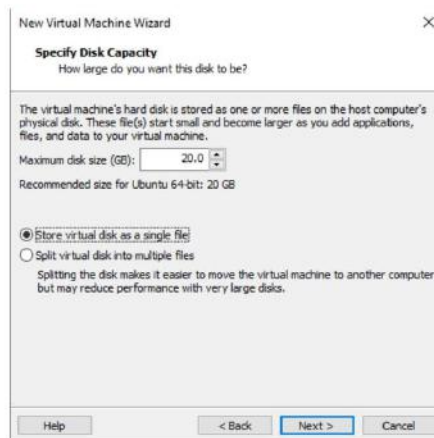 New Virtual Machine Wizard
Specify Disk Capacity
How large do you want this disk to be?
The virtual machine's hard disk is stored as one or more files on the host computer's
physical disk. These file(s) start small and become larger as you add applications,
files, and data to your virtual machine.
Maximum disk size (GB): 20.0
Recommended size for Ubuntu 64-bit: 20 GB
Store virtual disk as a single file
Split virtual disk into multiple files
Splitting the disk makes it easier to move the virtual machine to another computer
but may reduce performance with very large disks.
Help < Back Next > Cancel